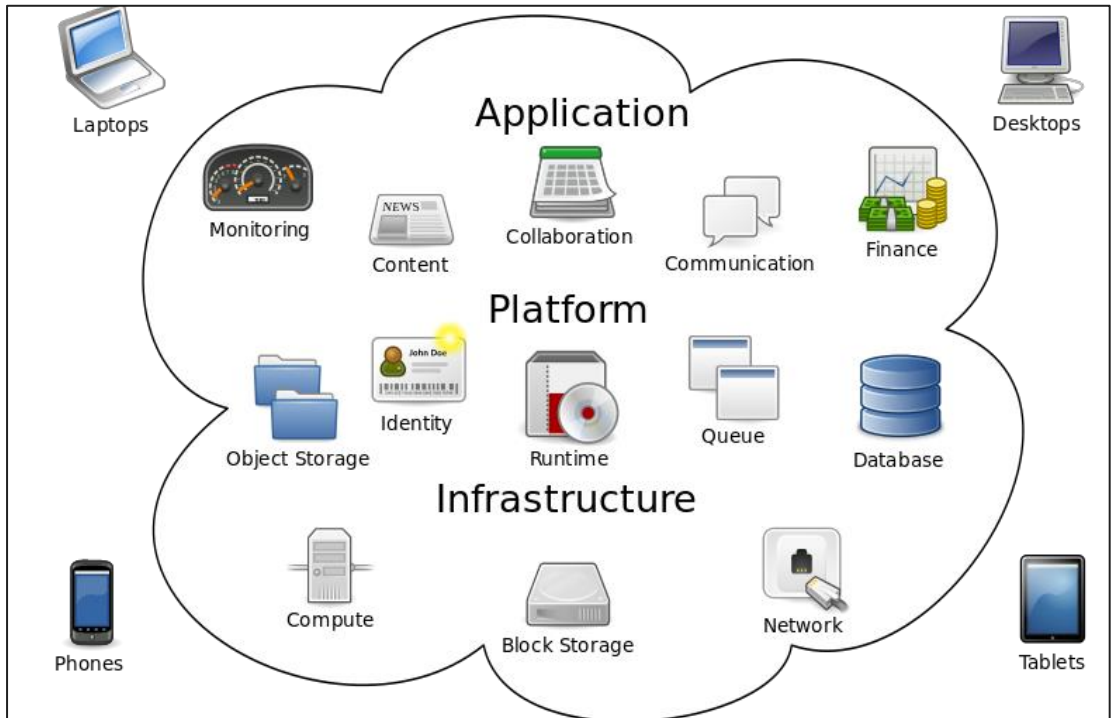 Laptops
Desktops
Application
Monitoring
NEWS
Content
Collaboration
Communication
Finance
Platform
Object Storage
John Doe
Identity
Runtime
Queue
Database
Infrastructure
Compute
Block Storage
Network
Phones
Tablets